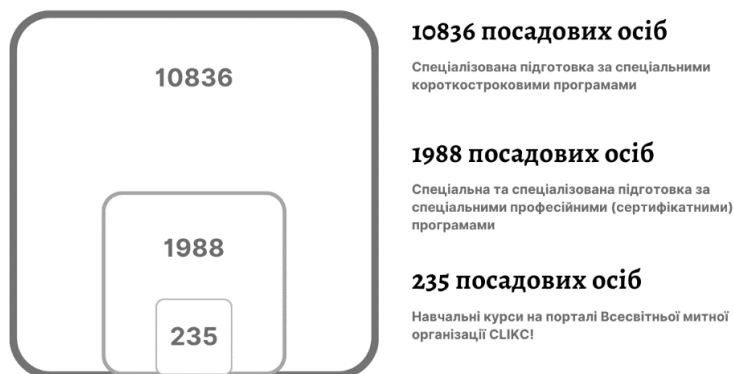 10836
1988
235
10836 посадових осіб
Спеціалізована підготовка за спеціальними
короткостроковими програмами
1988 посадових осіб
Спеціальна та спеціалізована підготовка за
спеціальними професійними (сертифікатними)
програмами
235 посадових осіб
Навчальні курси на порталі Всесвітньої митної
організації CLIKC!